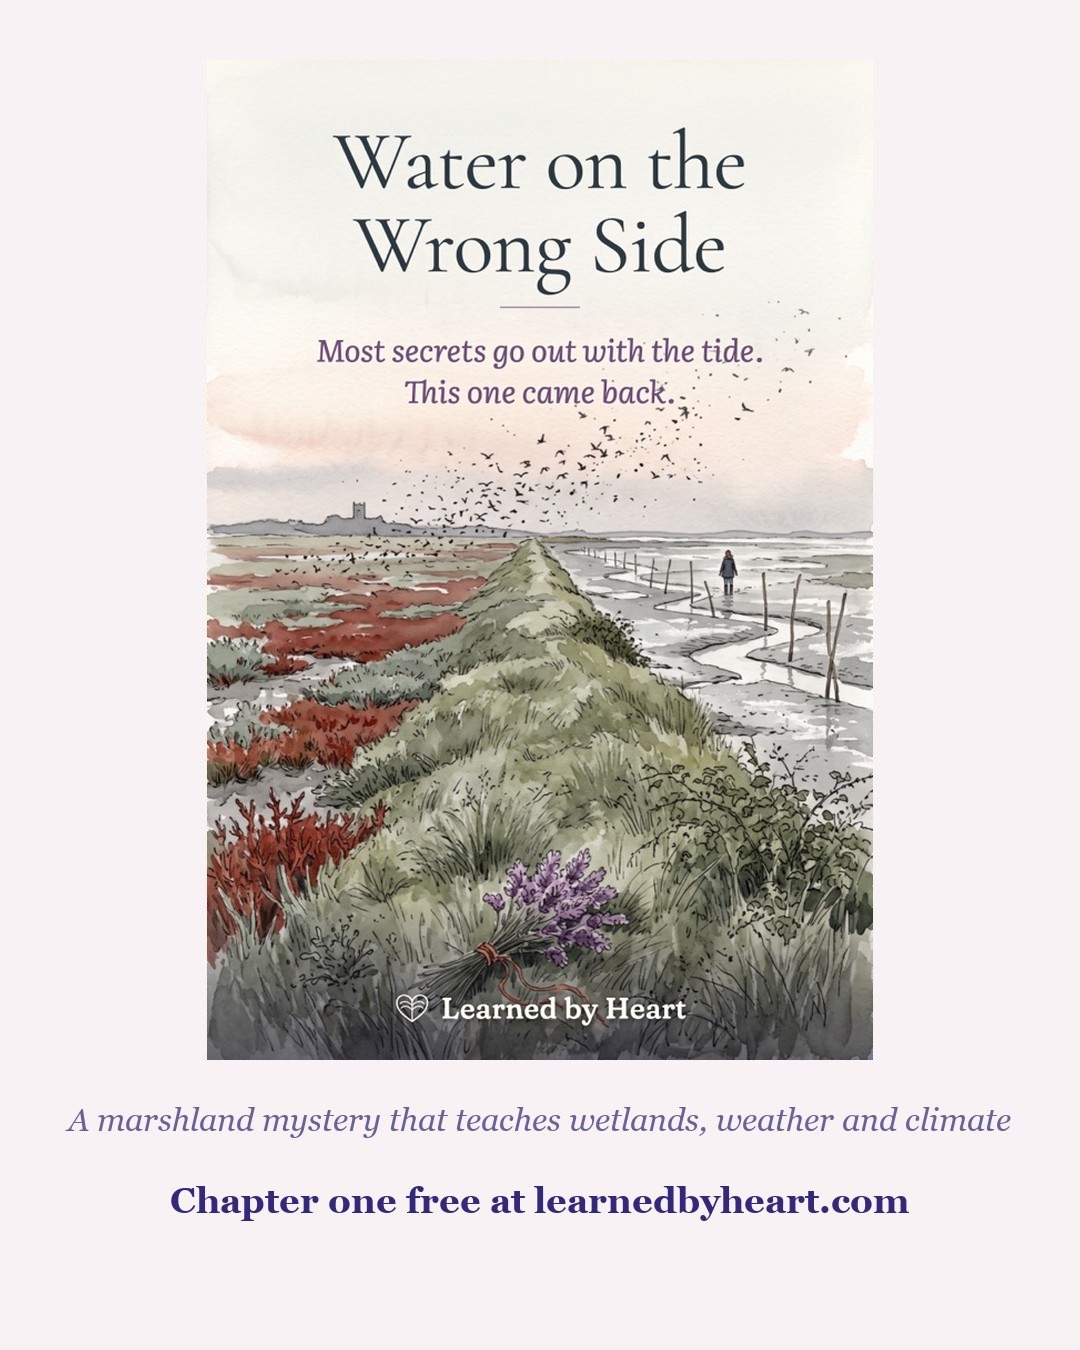 Water on the
Wrong Side
Most secrets go out with the tide.
This one came back.
Learned by Heart
A marshland mystery that teaches wetlands, weather and climate
Chapter one free at learnedbyheart.com